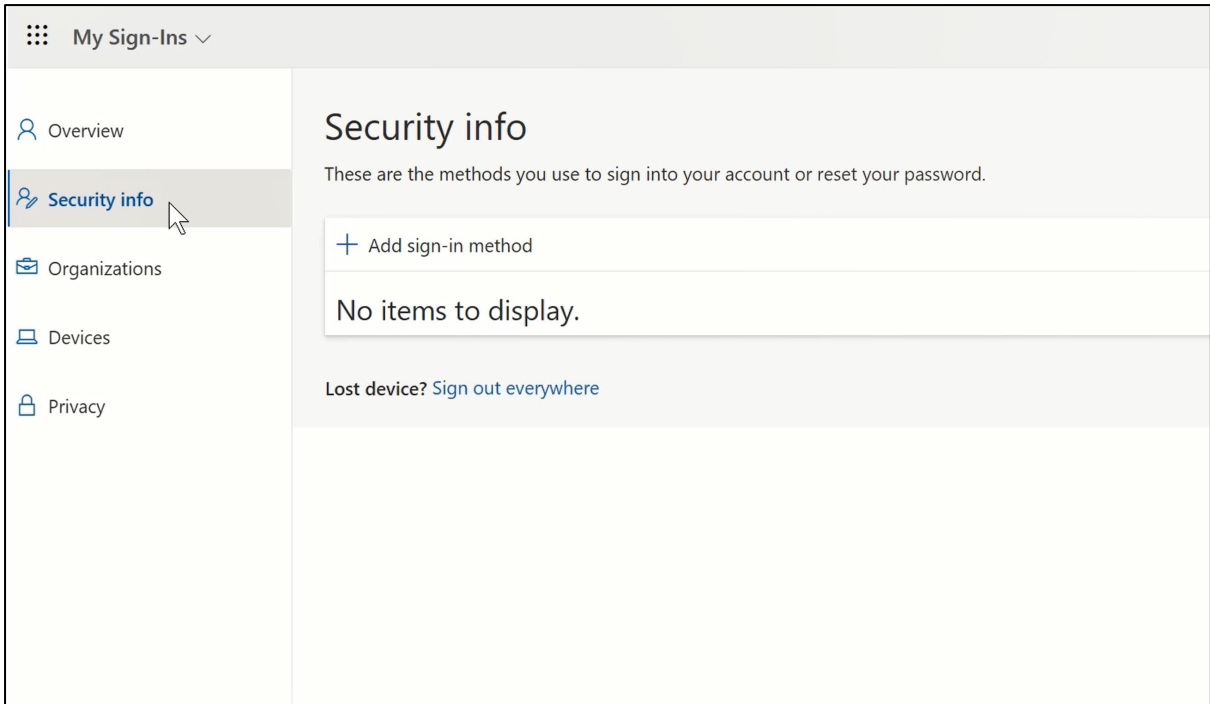 My Sign-Ins
Overview
Security info
Organizations
Devices
Privacy
Security info
These are the methods you use to sign into your account or reset your password.
Add sign-in method
No items to display.
Lost device? Sign out everywhere